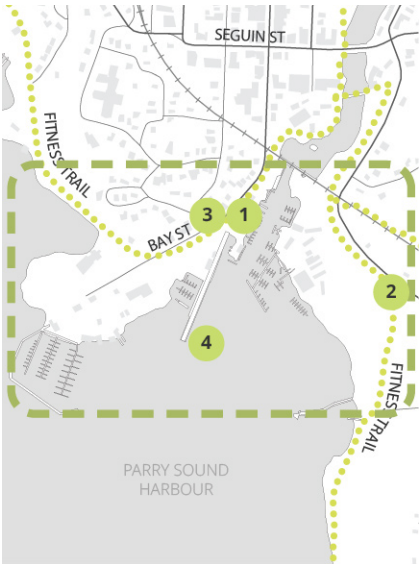 SEGUIN ST
FITNESS TRAIL
3
1
BAY ST
2
4
FITNESS TRAIL
PARRY SOUND
HARBOUR